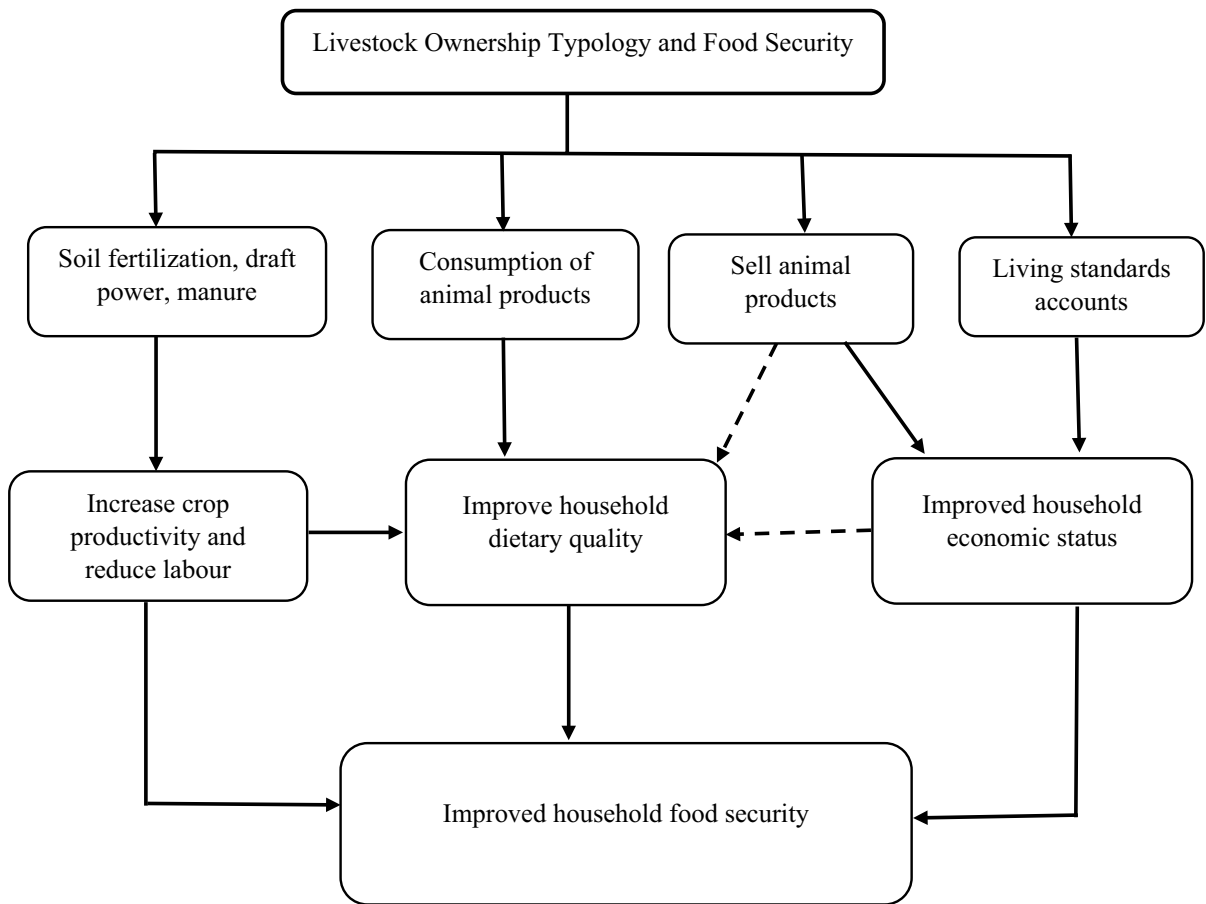 Livestock Ownership Typology and Food Security
Soil fertilization, draft
power, manure
Consumption of
animal products
Sell animal
products
Living standards
accounts
Increase crop
productivity and
reduce labour
Improve household
dietary quality
Improved household
economic status
Improved household food security